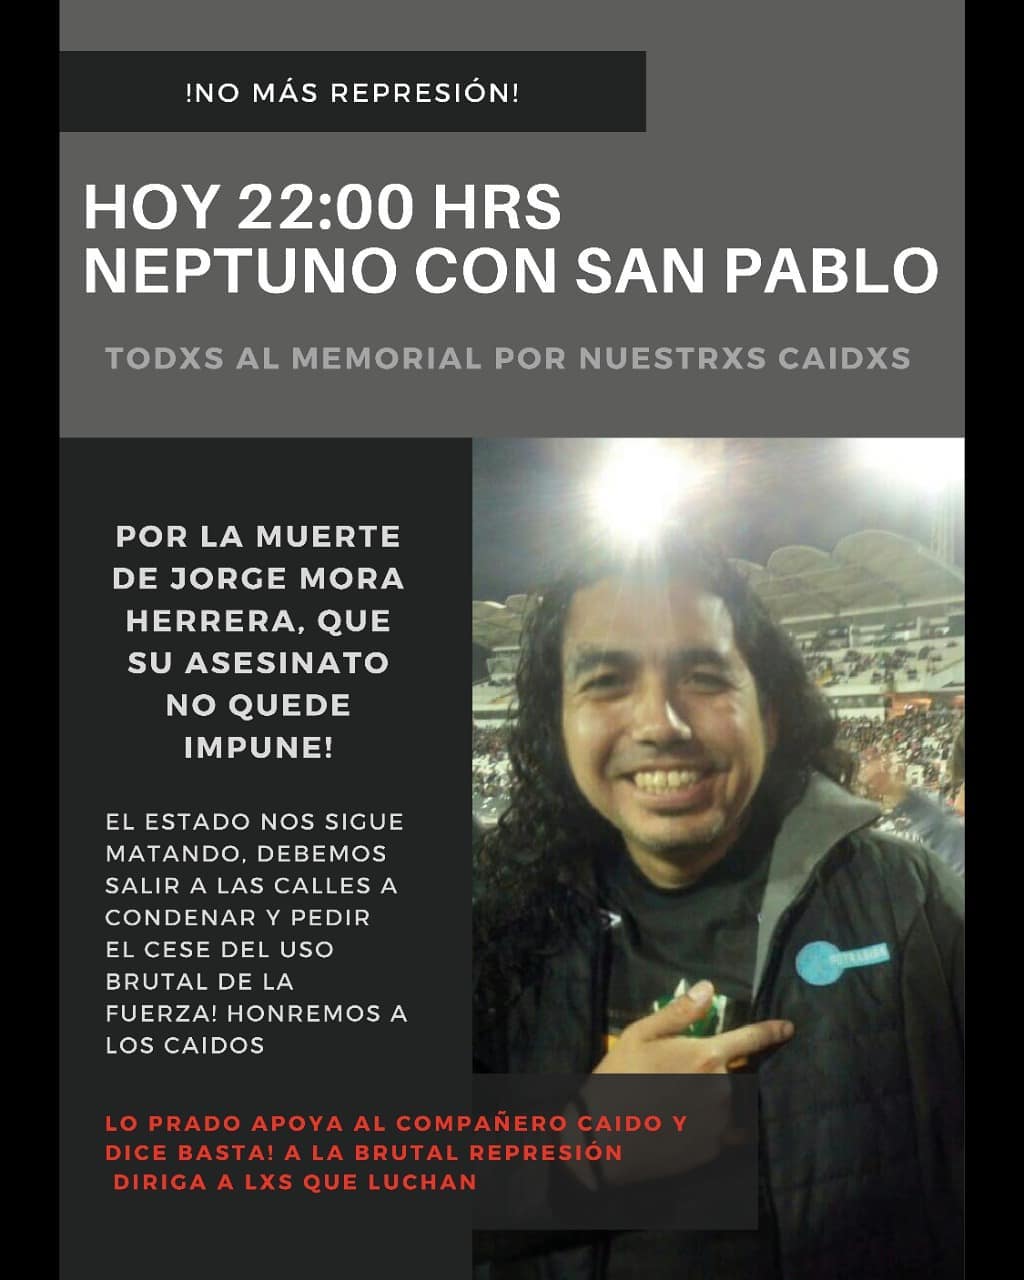 !NO MÁS REPRESIÓN!
HOY 22:00 HRS
NEPTUNO CON SAN PABLO
TODXS AL MEMORIAL POR NUESTRXS CAIDXS
POR LA MUERTE
DE JORGE MORA
HERRERA, QUE
SU ASESINATO
NO QUEDE
IMPUNE!
EL ESTADO NOS SIGUE
MATANDO, DEBEMOS
SALIR A LAS CALLES A
CONDENAR Y PEDIR
EL CESE DEL USO
BRUTAL DE LA
FUERZA! HONREMOS A
LOS CAIDOS
LO PRADO APOYA AL COMPAÑERO CAIDO Y
DICE BASTA! A LA BRUTAL REPRESIÓN
DIRIGA A LXS QUE LUCHAN